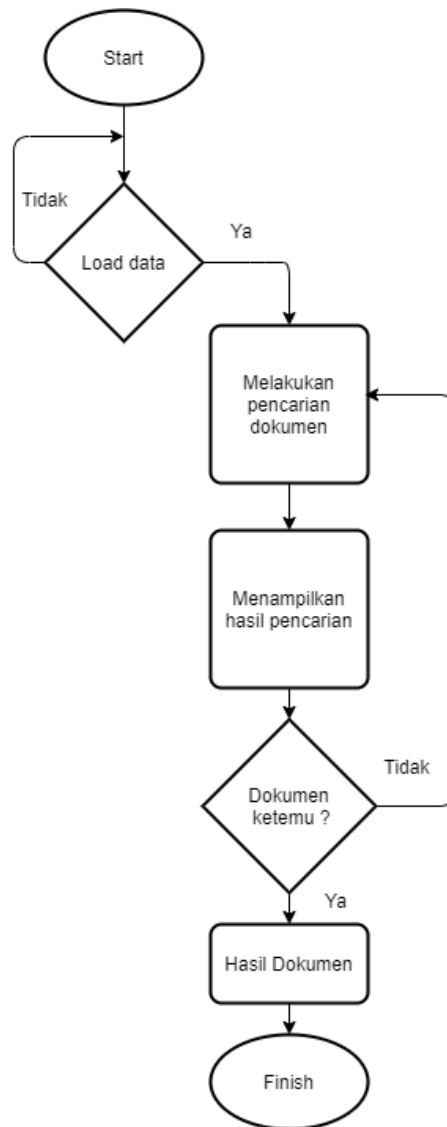 Start
Tidak
Ya
Load data
Melakukan
pencarian
dokumen
Menampilkan
hasil pencarian
Tidak
Dokumen
ketemu ?
Ya
Hasil Dokumen
Finish